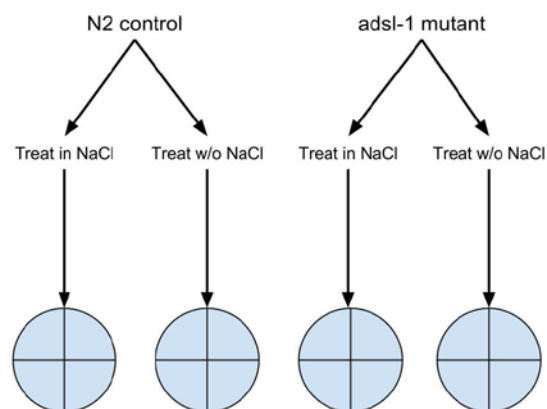 N2 control
adsl-1 mutant
Treat in NaCl
Treat w/o NaCl
Treat in NaCl
Treat w/o NaCl